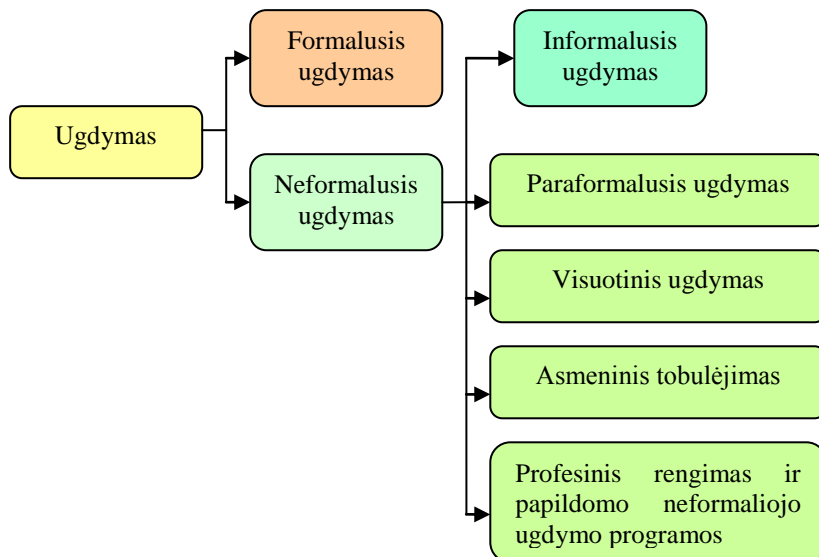 Formalusis
ugdymas
Informalusis
ugdymas
Ugdymas
Neformalusis
ugdymas
Paraformalusis ugdymas
Visuotinis ugdymas
Asmeninis tobulėjimas
Profesinis rengimas ir
papildomo neformaliojo
ugdymo programos